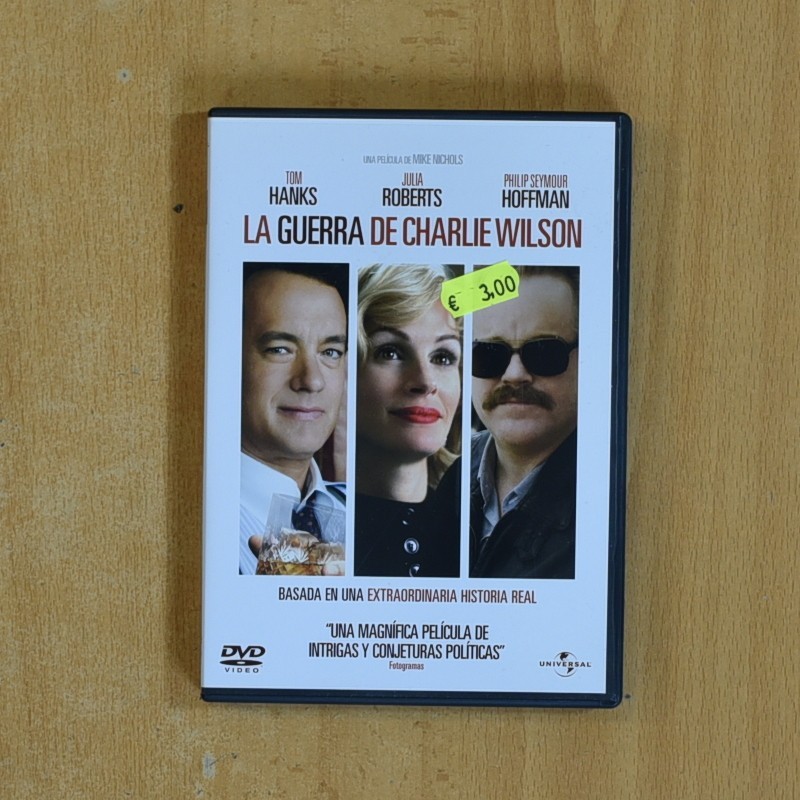 UNA PELÍCULA DE MIKE NICHOLS
TOM HANKS
JULIA ROBERTS
PHILIP SEYMOUR HOFFMAN
LA GUERRA DE CHARLIE WILSON
€ 3,00
BASADA EN UNA EXTRAORDINARIA HISTORIA REAL
“UNA MAGNÍFICA PELÍCULA DE
INTRIGAS Y CONJETURAS POLÍTICAS”
Fotogramas
DVD
VIDEO
UNIVERSAL